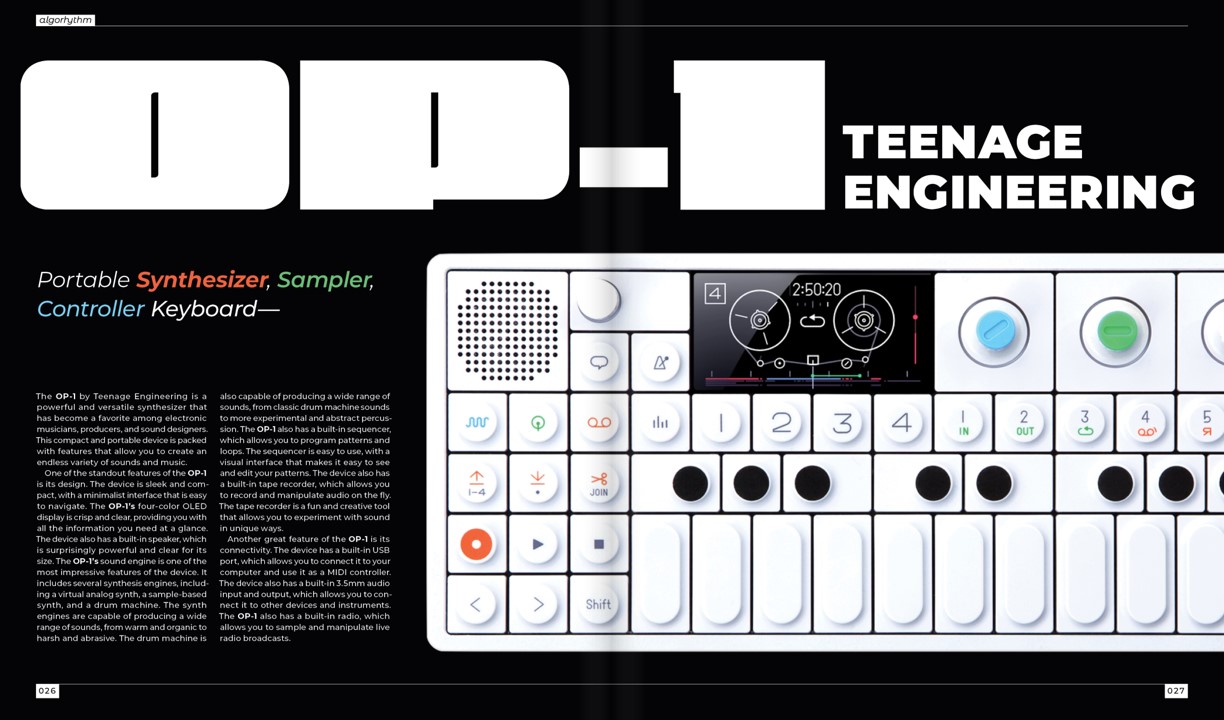 algorhythm
OP-1
TEENAGE
ENGINEERING
Portable Synthesizer, Sampler,
Controller Keyboard—
The OP-1 by Teenage Engineering is a
powerful and versatile synthesizer that
has become a favorite among electronic
musicians, producers, and sound designers.
This compact and portable device is packed
with features that allow you to create an
endless variety of sounds and music.
One of the standout features of the OP-1
is its design. The device is sleek and com-
pact, with a minimalist interface that is easy
to navigate. The OP-1's four-color OLED
display is crisp and clear, providing you with
all the information you need at a glance.
The device also has a built-in speaker, which
is surprisingly powerful and clear for its
size. The OP-1's sound engine is one of the
most impressive features of the device. It
includes several synthesis engines, includ-
ing a virtual analog synth, a sample-based
synth, and a drum machine. The synth
engines are capable of producing a wide
range of sounds, from warm and organic to
harsh and abrasive. The drum machine is
also capable of producing a wide range of
sounds, from classic drum machine sounds
to more experimental and abstract percus-
sion. The OP-1 also has a built-in sequencer,
which allows you to program patterns and
loops. The sequencer is easy to use, with a
visual interface that makes it easy to see
and edit patterns. The device also has
a built-in tape recorder, which allows you
to record and manipulate audio on the fly.
The tape recorder is a fun and creative tool
that allows you to experiment with sound
in unique ways.
Another great feature of the OP-1 is its
connectivity. The device has a built-in USB
port, which allows you to connect it to your
computer and use it as a MIDI controller.
The device also has a built-in 3.5mm audio
input and output, which allows you to con-
nect it to other devices and instruments.
The OP-1 also has a built-in radio, which
allows you to sample and manipulate live
radio broadcasts.
4
2:50:20
1 2 3 4 1 2 3 4 5
IN OUT
1-4
JOIN
Shift
026
027